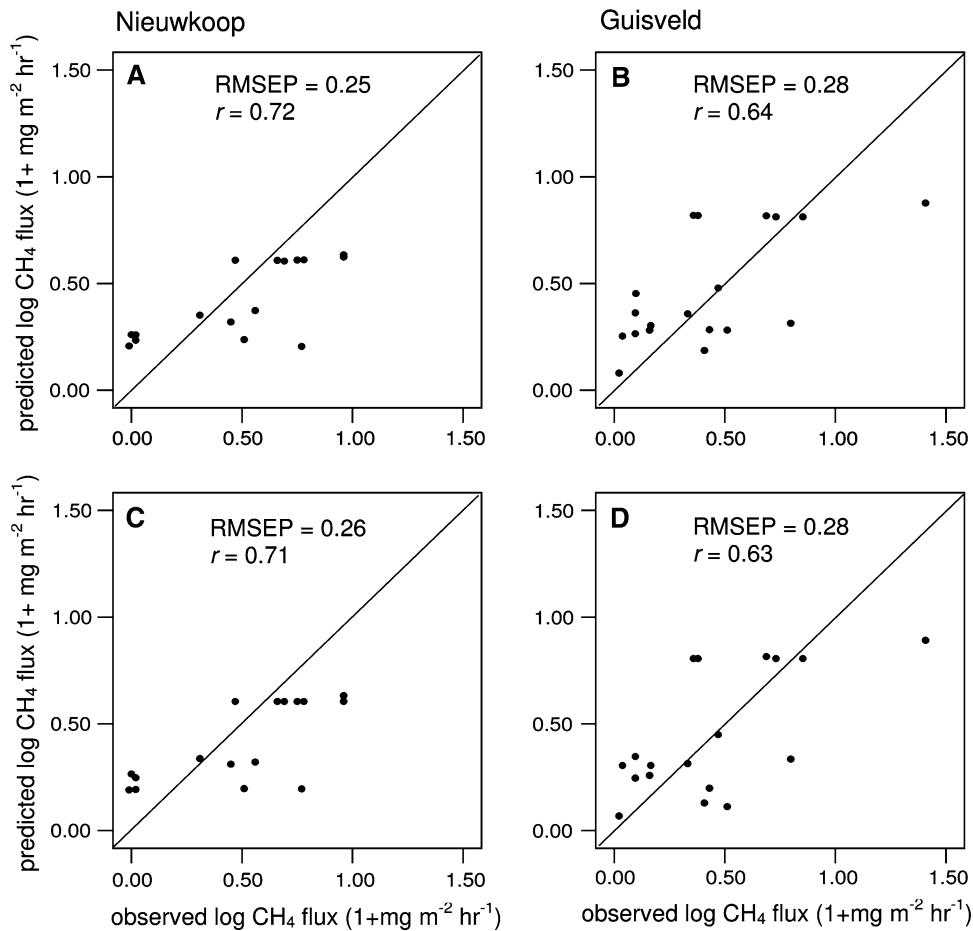 Nieuwkoop
Guisveld
predicted log CH₄ flux (1+ mg m⁻² hr⁻¹)
A
RMSEP = 0.25
r = 0.72
1.50
1.00
0.50
0.00
0.00 0.50 1.00 1.50
B
RMSEP = 0.28
r = 0.64
1.50
1.00
0.50
0.00
0.00 0.50 1.00 1.50
predicted log CH₄ flux (1+ mg m⁻² hr⁻¹)
C
RMSEP = 0.26
r = 0.71
1.50
1.00
0.50
0.00
0.00 0.50 1.00 1.50
observed log CH₄ flux (1+mg m⁻² hr⁻¹)
D
RMSEP = 0.28
r = 0.63
1.50
1.00
0.50
0.00
0.00 0.50 1.00 1.50
observed log CH₄ flux (1+mg m⁻² hr⁻¹)